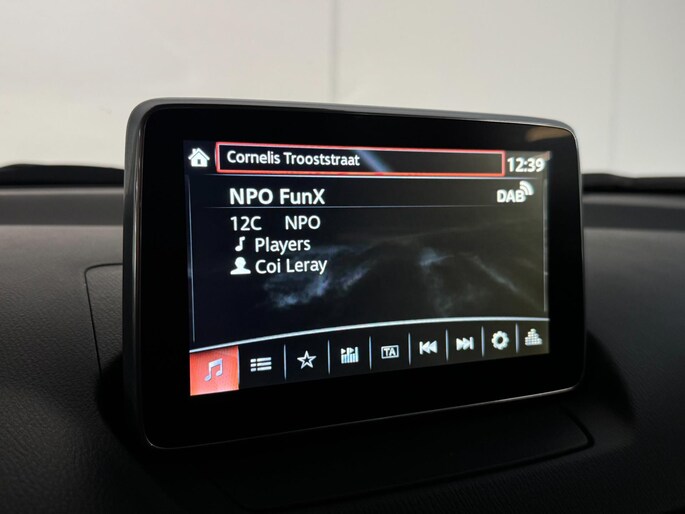 Cornelis Trooststraat
12:39
NPO FunX
DAB
12C NPO
Players
Coi Leray
TA